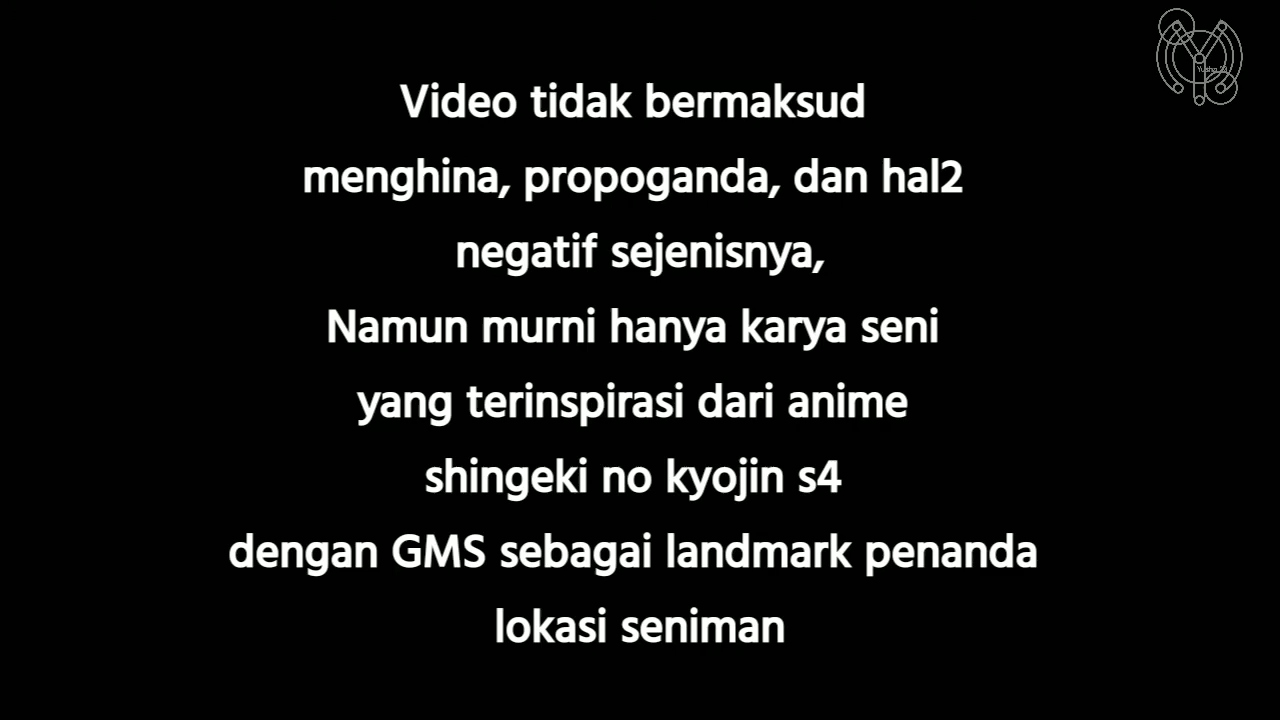 Video tidak bermaksud
menghina, propoganda, dan hal2
negatif sejenisnya,
Namun murni hanya karya seni
yang terinspirasi dari anime
shingeki no kyojin s4
dengan GMS sebagai landmark penanda
lokasi seniman